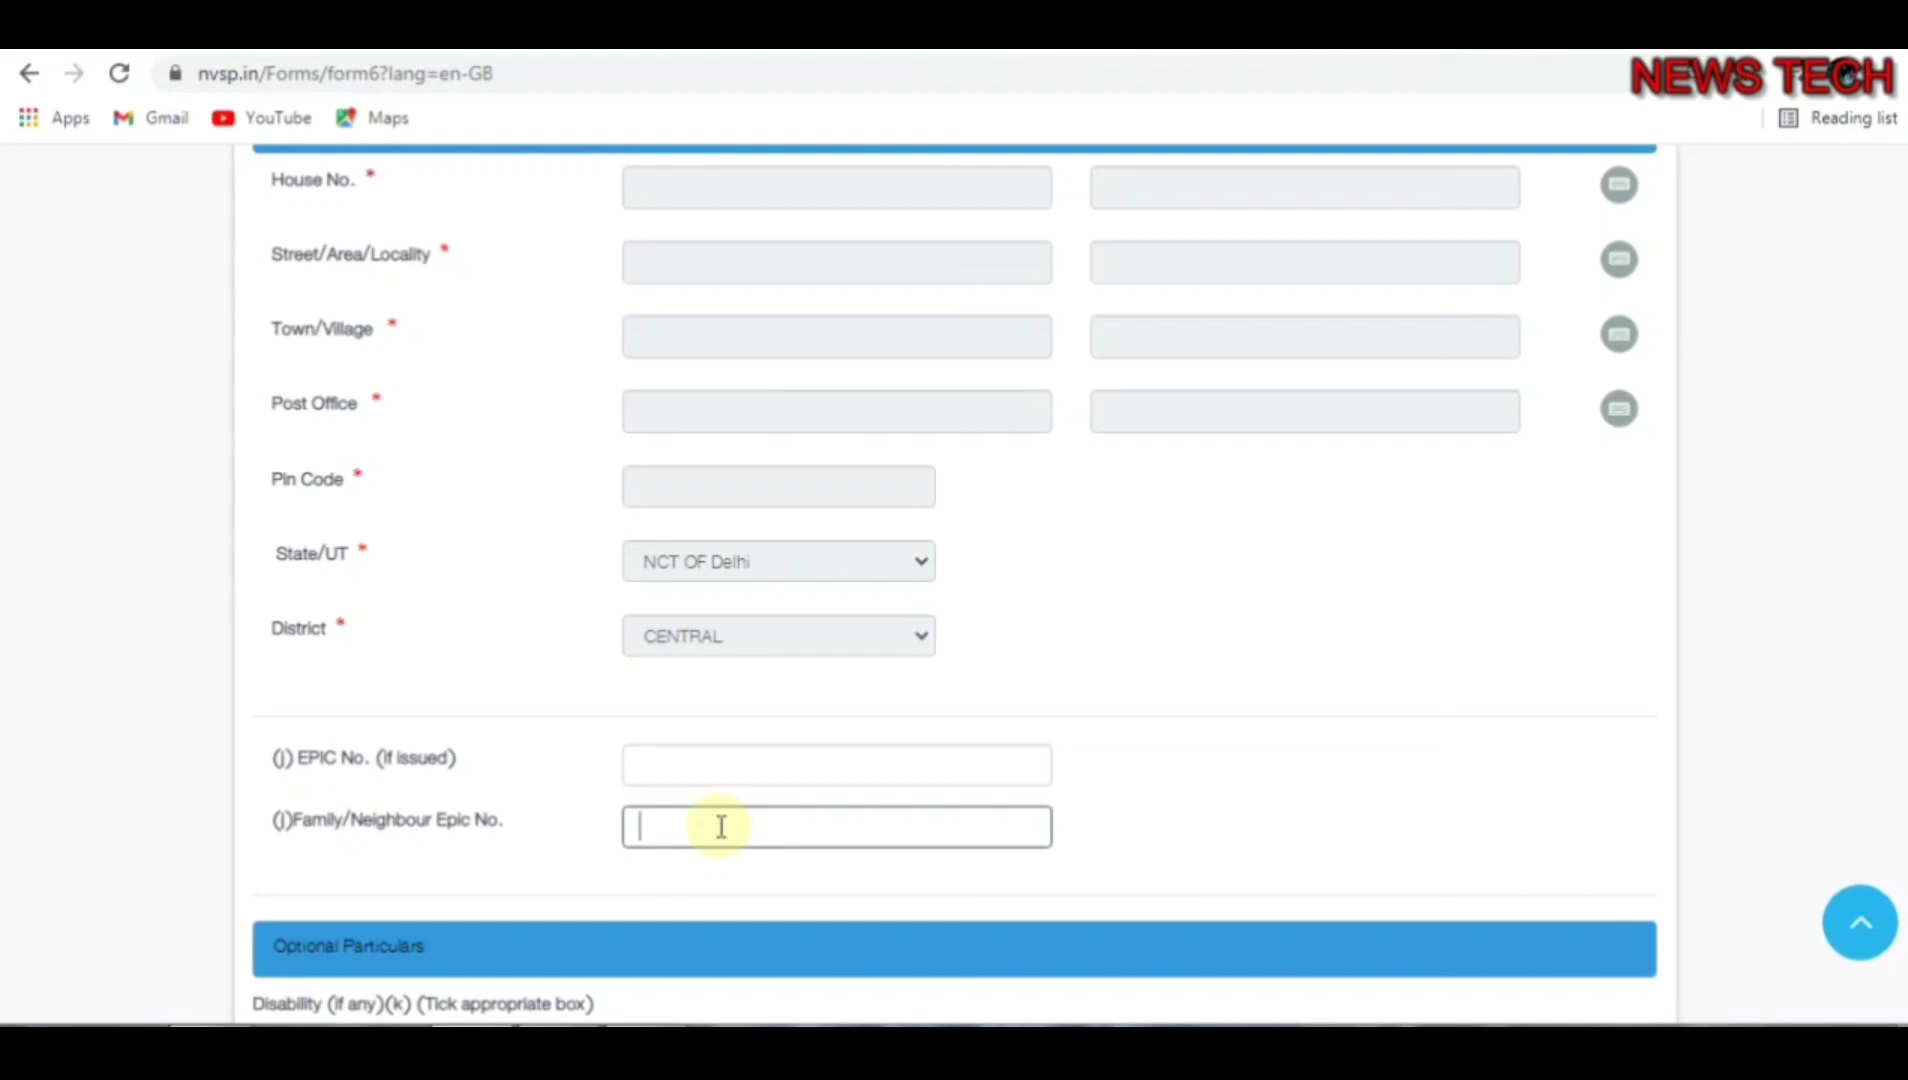 nvsp.in/Forms/form6?lang=en-GB
NEWS TECH
Apps
Gmail
YouTube
Maps
Reading list
House No. *
Street/Area/Locality *
Town/Village *
Post Office *
Pin Code *
State/UT *
NCT OF Delhi
District *
CENTRAL
(j) EPIC No. (if issued)
(j)Family/Neighbour Epic No.
Optional Particulars
Disability (if any)(k) (Tick appropriate box)